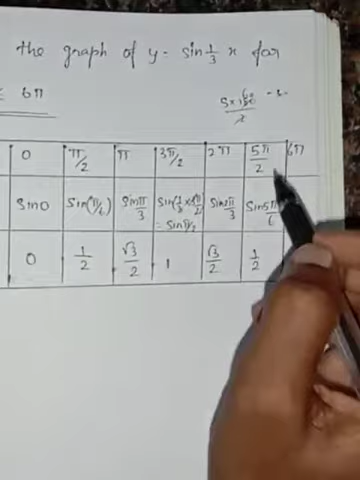 the graph of y = sin 1/3 x for
≤ 6π
0 π/2 π 3π/2 2π 5π/2 6π
sin0 sin(π/6) sinπ/3 sin(1/3 × 3π/2) = sinπ/2 sin2π/3 sin5π/6
0 1/2 √3/2 1 √3/2 1/2